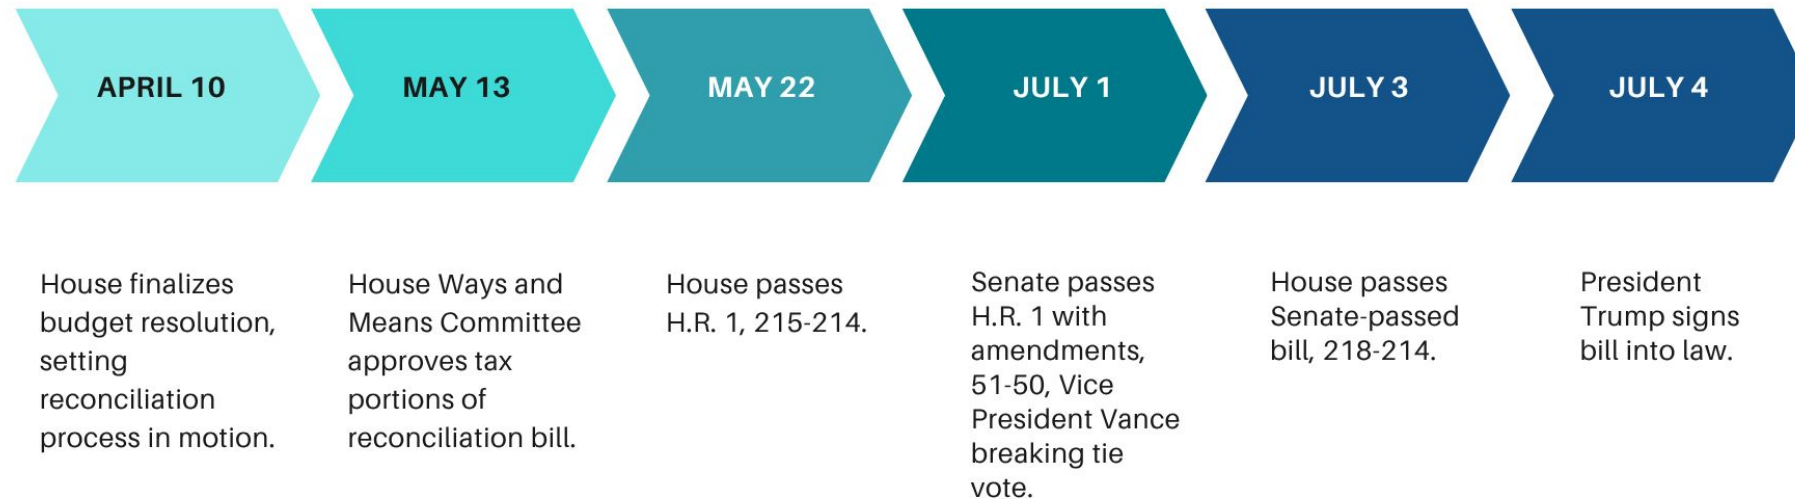 APRIL 10
MAY 13
MAY 22
JULY 1
JULY 3
JULY 4
House finalizes
budget resolution,
setting
reconciliation
process in motion.
House Ways and
Means Committee
approves tax
portions of
reconciliation bill.
House passes
H.R. 1, 215-214.
Senate passes
H.R. 1 with
amendments,
51-50, Vice
President Vance
breaking tie
vote.
House passes
Senate-passed
bill, 218-214.
President
Trump signs
bill into law.